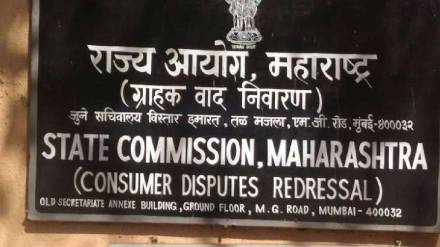 राज्य आयोग, महाराष्ट्र
(ग्राहक वाद निवारण)
जुने सचिवालय विस्तार इमारत, तळ मजला, एम.जी. रोड, मुंबई-४०००३२
STATE COMMISSION, MAHARASHTRA
(CONSUMER DISPUTES REDRESSAL)
OLD SECRETARIATE ANNEXE BUILDING, GROUND FLOOR, M.G. ROAD, MUMBAI-400032